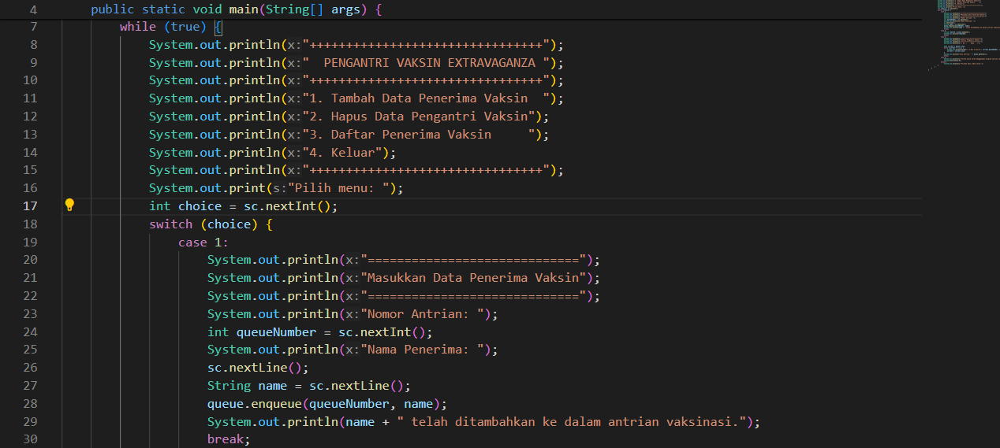 4 public static void main(String[] args) {
7 while (true) {
8 System.out.println(x:"++++++++++++++++++++++++++++++++");
9 System.out.println(x:"  PENGANTRI VAKSIN EXTRAVAGANZA ");
10 System.out.println(x:"++++++++++++++++++++++++++++++++");
11 System.out.println(x:"1. Tambah Data Penerima Vaksin  ");
12 System.out.println(x:"2. Hapus Data Pengantri Vaksin");
13 System.out.println(x:"3. Daftar Penerima Vaksin     ");
14 System.out.println(x:"4. Keluar");
15 System.out.println(x:"++++++++++++++++++++++++++++++++");
16 System.out.print(s:"Pilih menu: ");
17 int choice = sc.nextInt();
18 switch (choice) {
19 case 1:
20 System.out.println(x:"=============================");
21 System.out.println(x:"Masukkan Data Penerima Vaksin");
22 System.out.println(x:"=============================");
23 System.out.println(x:"Nomor Antrian: ");
24 int queueNumber = sc.nextInt();
25 System.out.println(x:"Nama Penerima: ");
26 sc.nextLine();
27 String name = sc.nextLine();
28 queue.enqueue(queueNumber, name);
29 System.out.println(name + " telah ditambahkan ke dalam antrian vaksinasi.");
30 break;